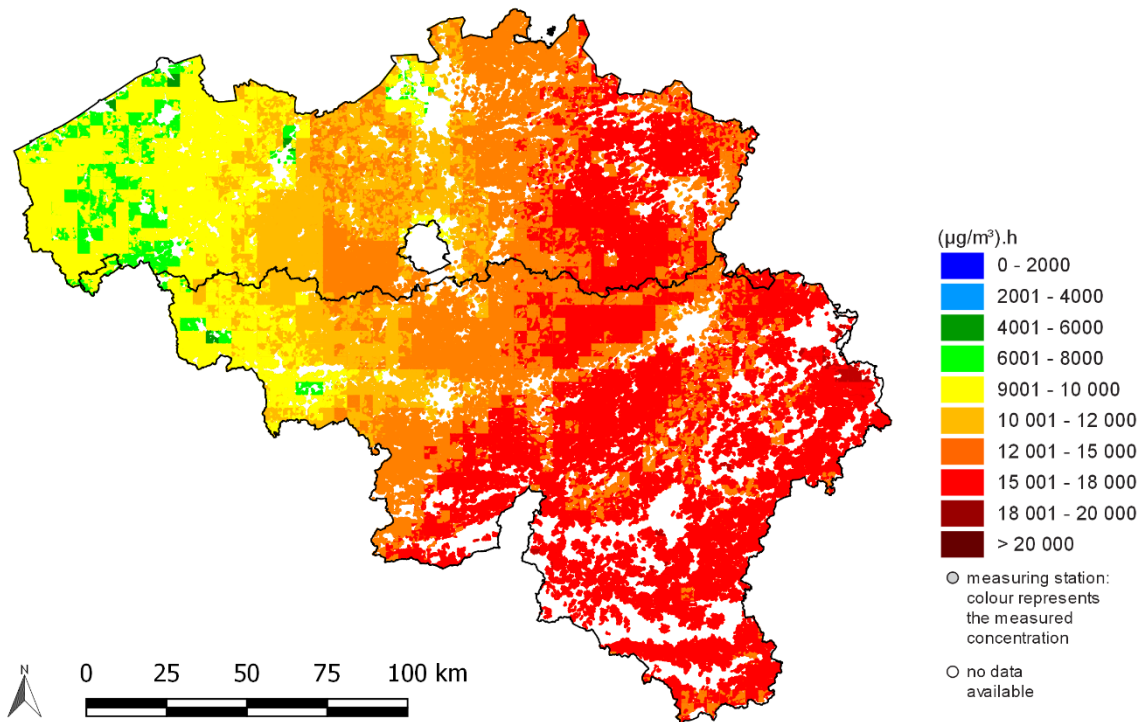 (µg/m³).h
0 - 2000
2001 - 4000
4001 - 6000
6001 - 8000
9001 - 10 000
10 001 - 12 000
12 001 - 15 000
15 001 - 18 000
18 001 - 20 000
> 20 000
measuring station:
colour represents
the measured
concentration
no data
available
N
0 25 50 75 100 km